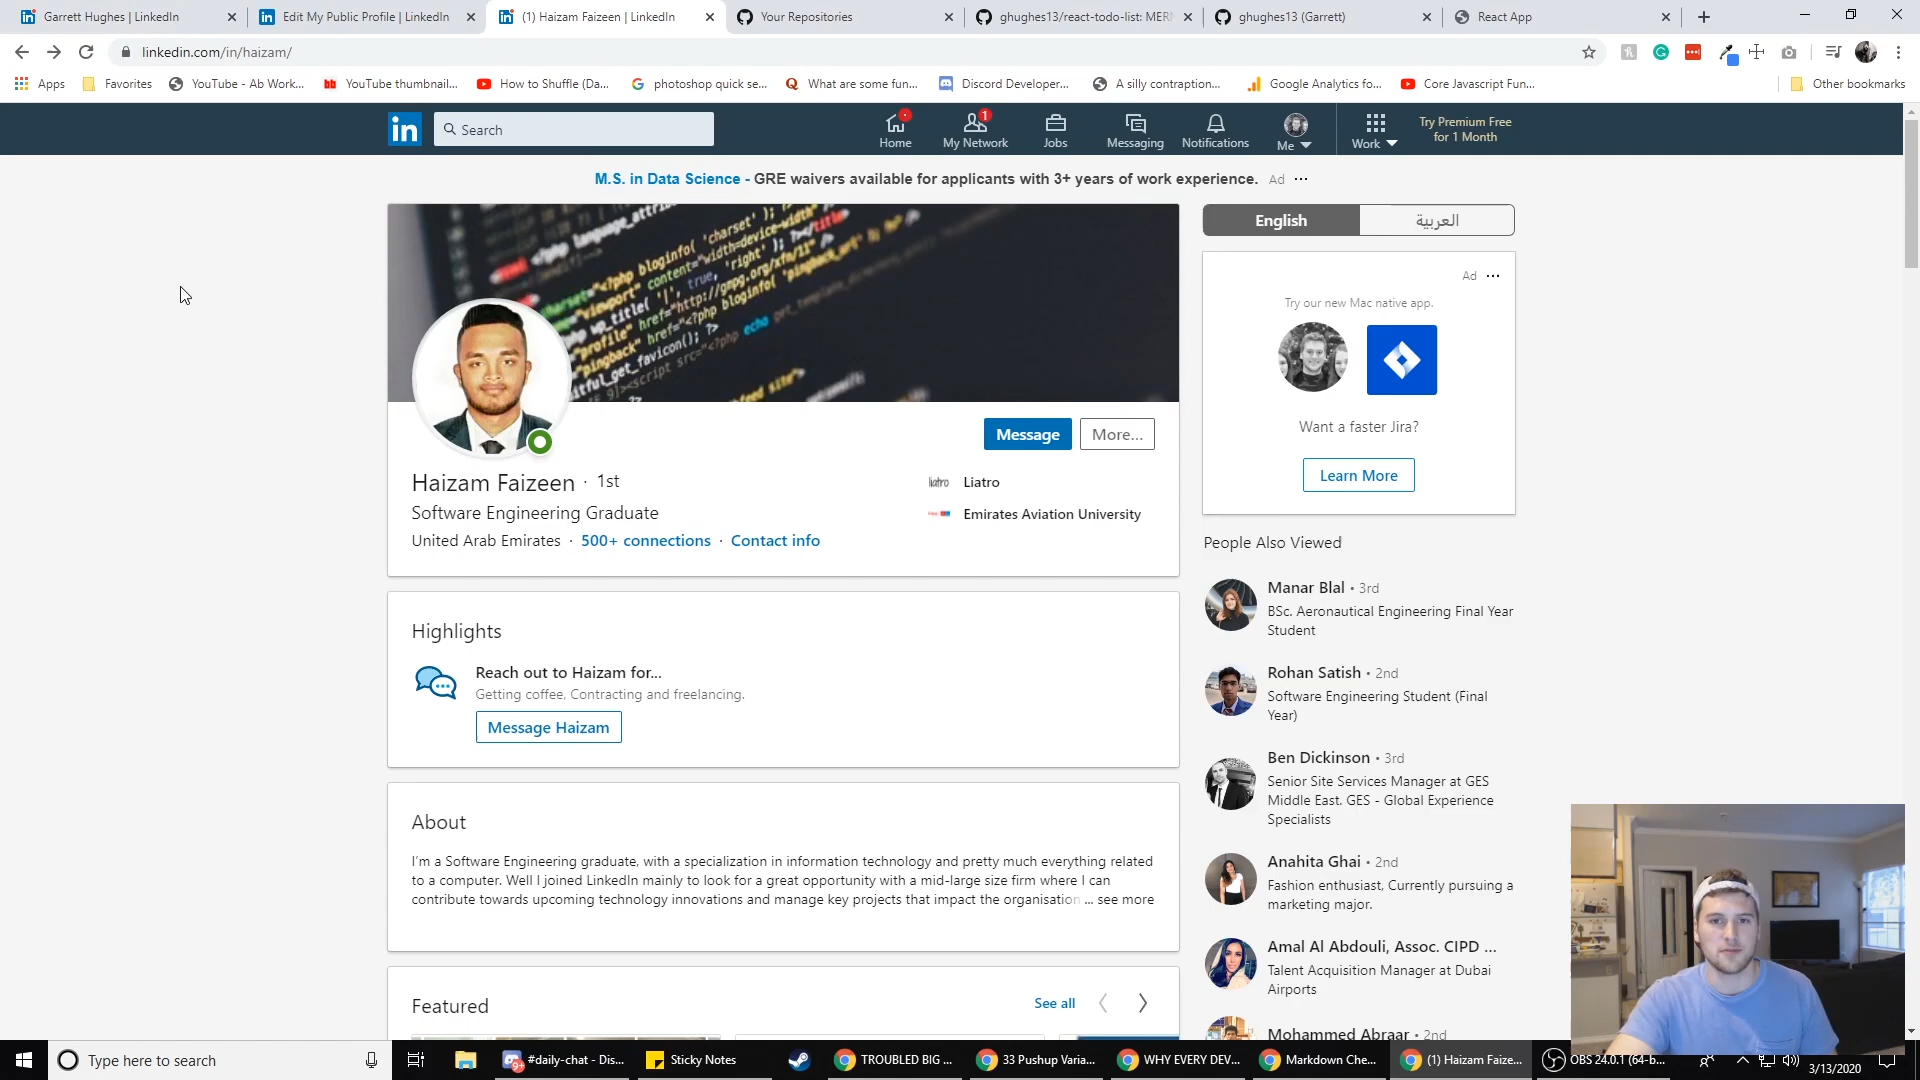 Garrett Hughes | LinkedIn
Edit My Public Profile | LinkedIn
(1) Haizam Faizeen | LinkedIn
Your Repositories
ghughes13/react-todo-list: MERN
ghughes13 (Garrett)
React App
linkedin.com/in/haizam/
Apps
Favorites
YouTube - Ab Work...
YouTube thumbnail...
How to Shuffle (Da...
photoshop quick se...
What are some fun...
Discord Developer...
A silly contraption...
Google Analytics fo...
Core Javascript Fun...
Other bookmarks
in
Search
Home
1
My Network
Jobs
Messaging
Notifications
Me
Work
Try Premium Free
for 1 Month
M.S. in Data Science - GRE waivers available for applicants with 3+ years of work experience.
Ad
English
العربية
Message
More...
Haizam Faizeen · 1st
Software Engineering Graduate
United Arab Emirates · 500+ connections · Contact info
liatro
Liatro
Emirates Aviation University
Highlights
Reach out to Haizam for...
Getting coffee, Contracting and freelancing.
Message Haizam
About
I'm a Software Engineering graduate, with a specialization in information technology and pretty much everything related
to a computer. Well I joined LinkedIn mainly to look for a great opportunity with a mid-large size firm where I can
contribute towards upcoming technology innovations and manage key projects that impact the organisation ... see more
Featured
See all
Ad
Try our new Mac native app.
Want a faster Jira?
Learn More
People Also Viewed
Manar Blal • 3rd
BSc. Aeronautical Engineering Final Year
Student
Rohan Satish • 2nd
Software Engineering Student (Final
Year)
Ben Dickinson • 3rd
Senior Site Services Manager at GES
Middle East. GES - Global Experience
Specialists
Anahita Ghai • 2nd
Fashion enthusiast, Currently pursuing a
marketing major.
Amal Al Abdouli, Assoc. CIPD ...
Talent Acquisition Manager at Dubai
Airports
Mohammed Abraar • 2nd
Type here to search
#daily-chat - Dis...
Sticky Notes
TROUBLED BIG ...
33 Pushup Varia...
WHY EVERY DEV...
Markdown Che...
(1) Haizam Faize...
OBS 24.0.1 (64-b...
3/13/2020